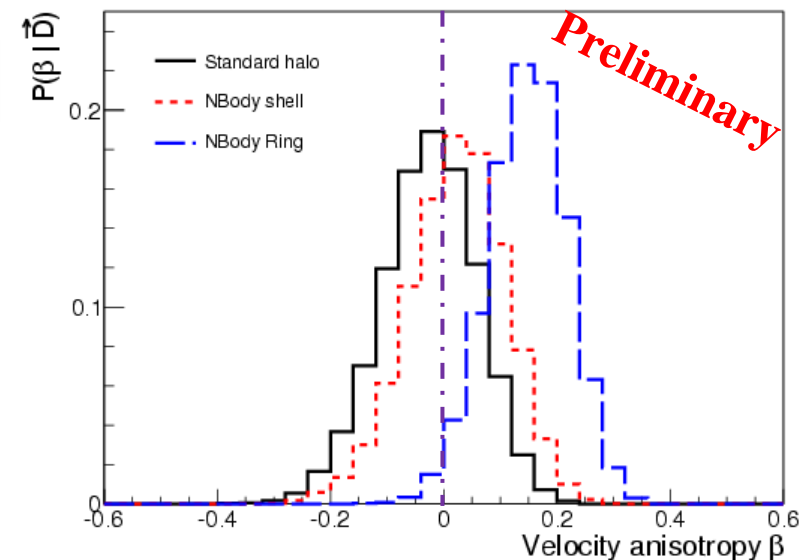 P(β | D⃗)
Preliminary
Standard halo
NBody shell
NBody Ring
0.2
0.1
0
-0.6 -0.4 -0.2 0 0.2 0.4 0.6
Velocity anisotropy β